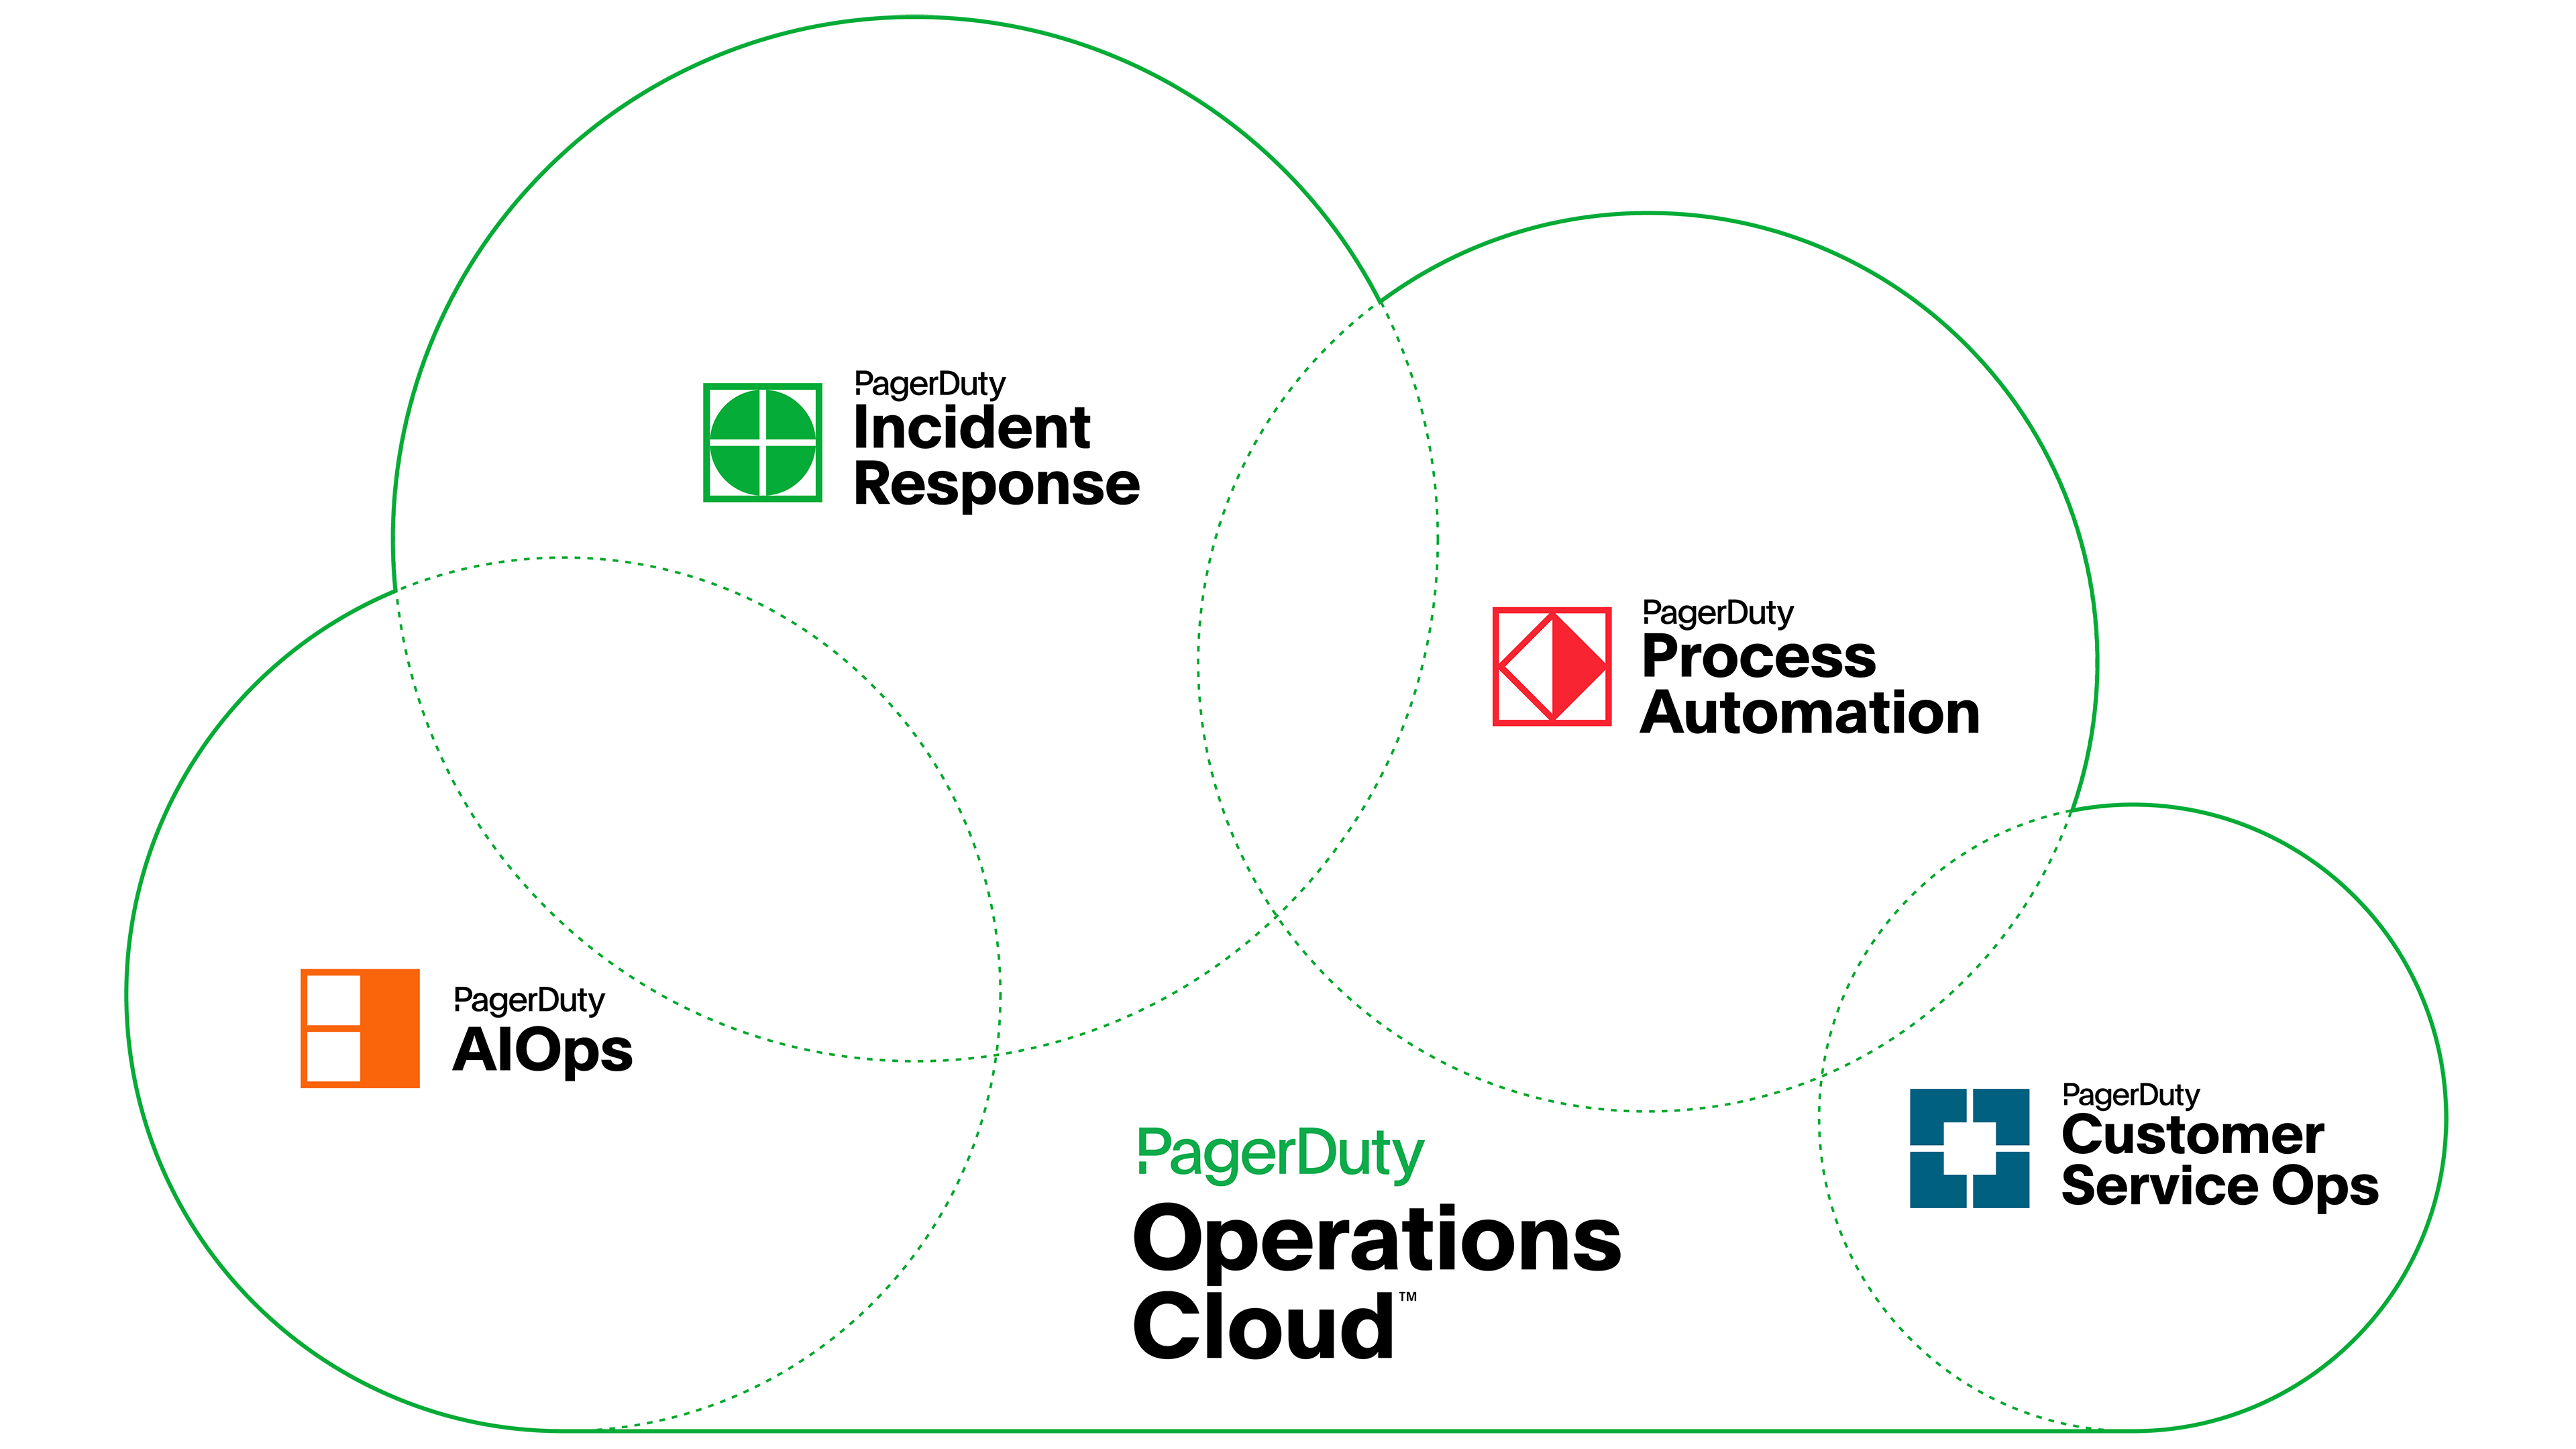 PagerDuty
Incident
Response
PagerDuty
Process
Automation
PagerDuty
AIOps
PagerDuty
Customer
Service Ops
PagerDuty
Operations
Cloud™